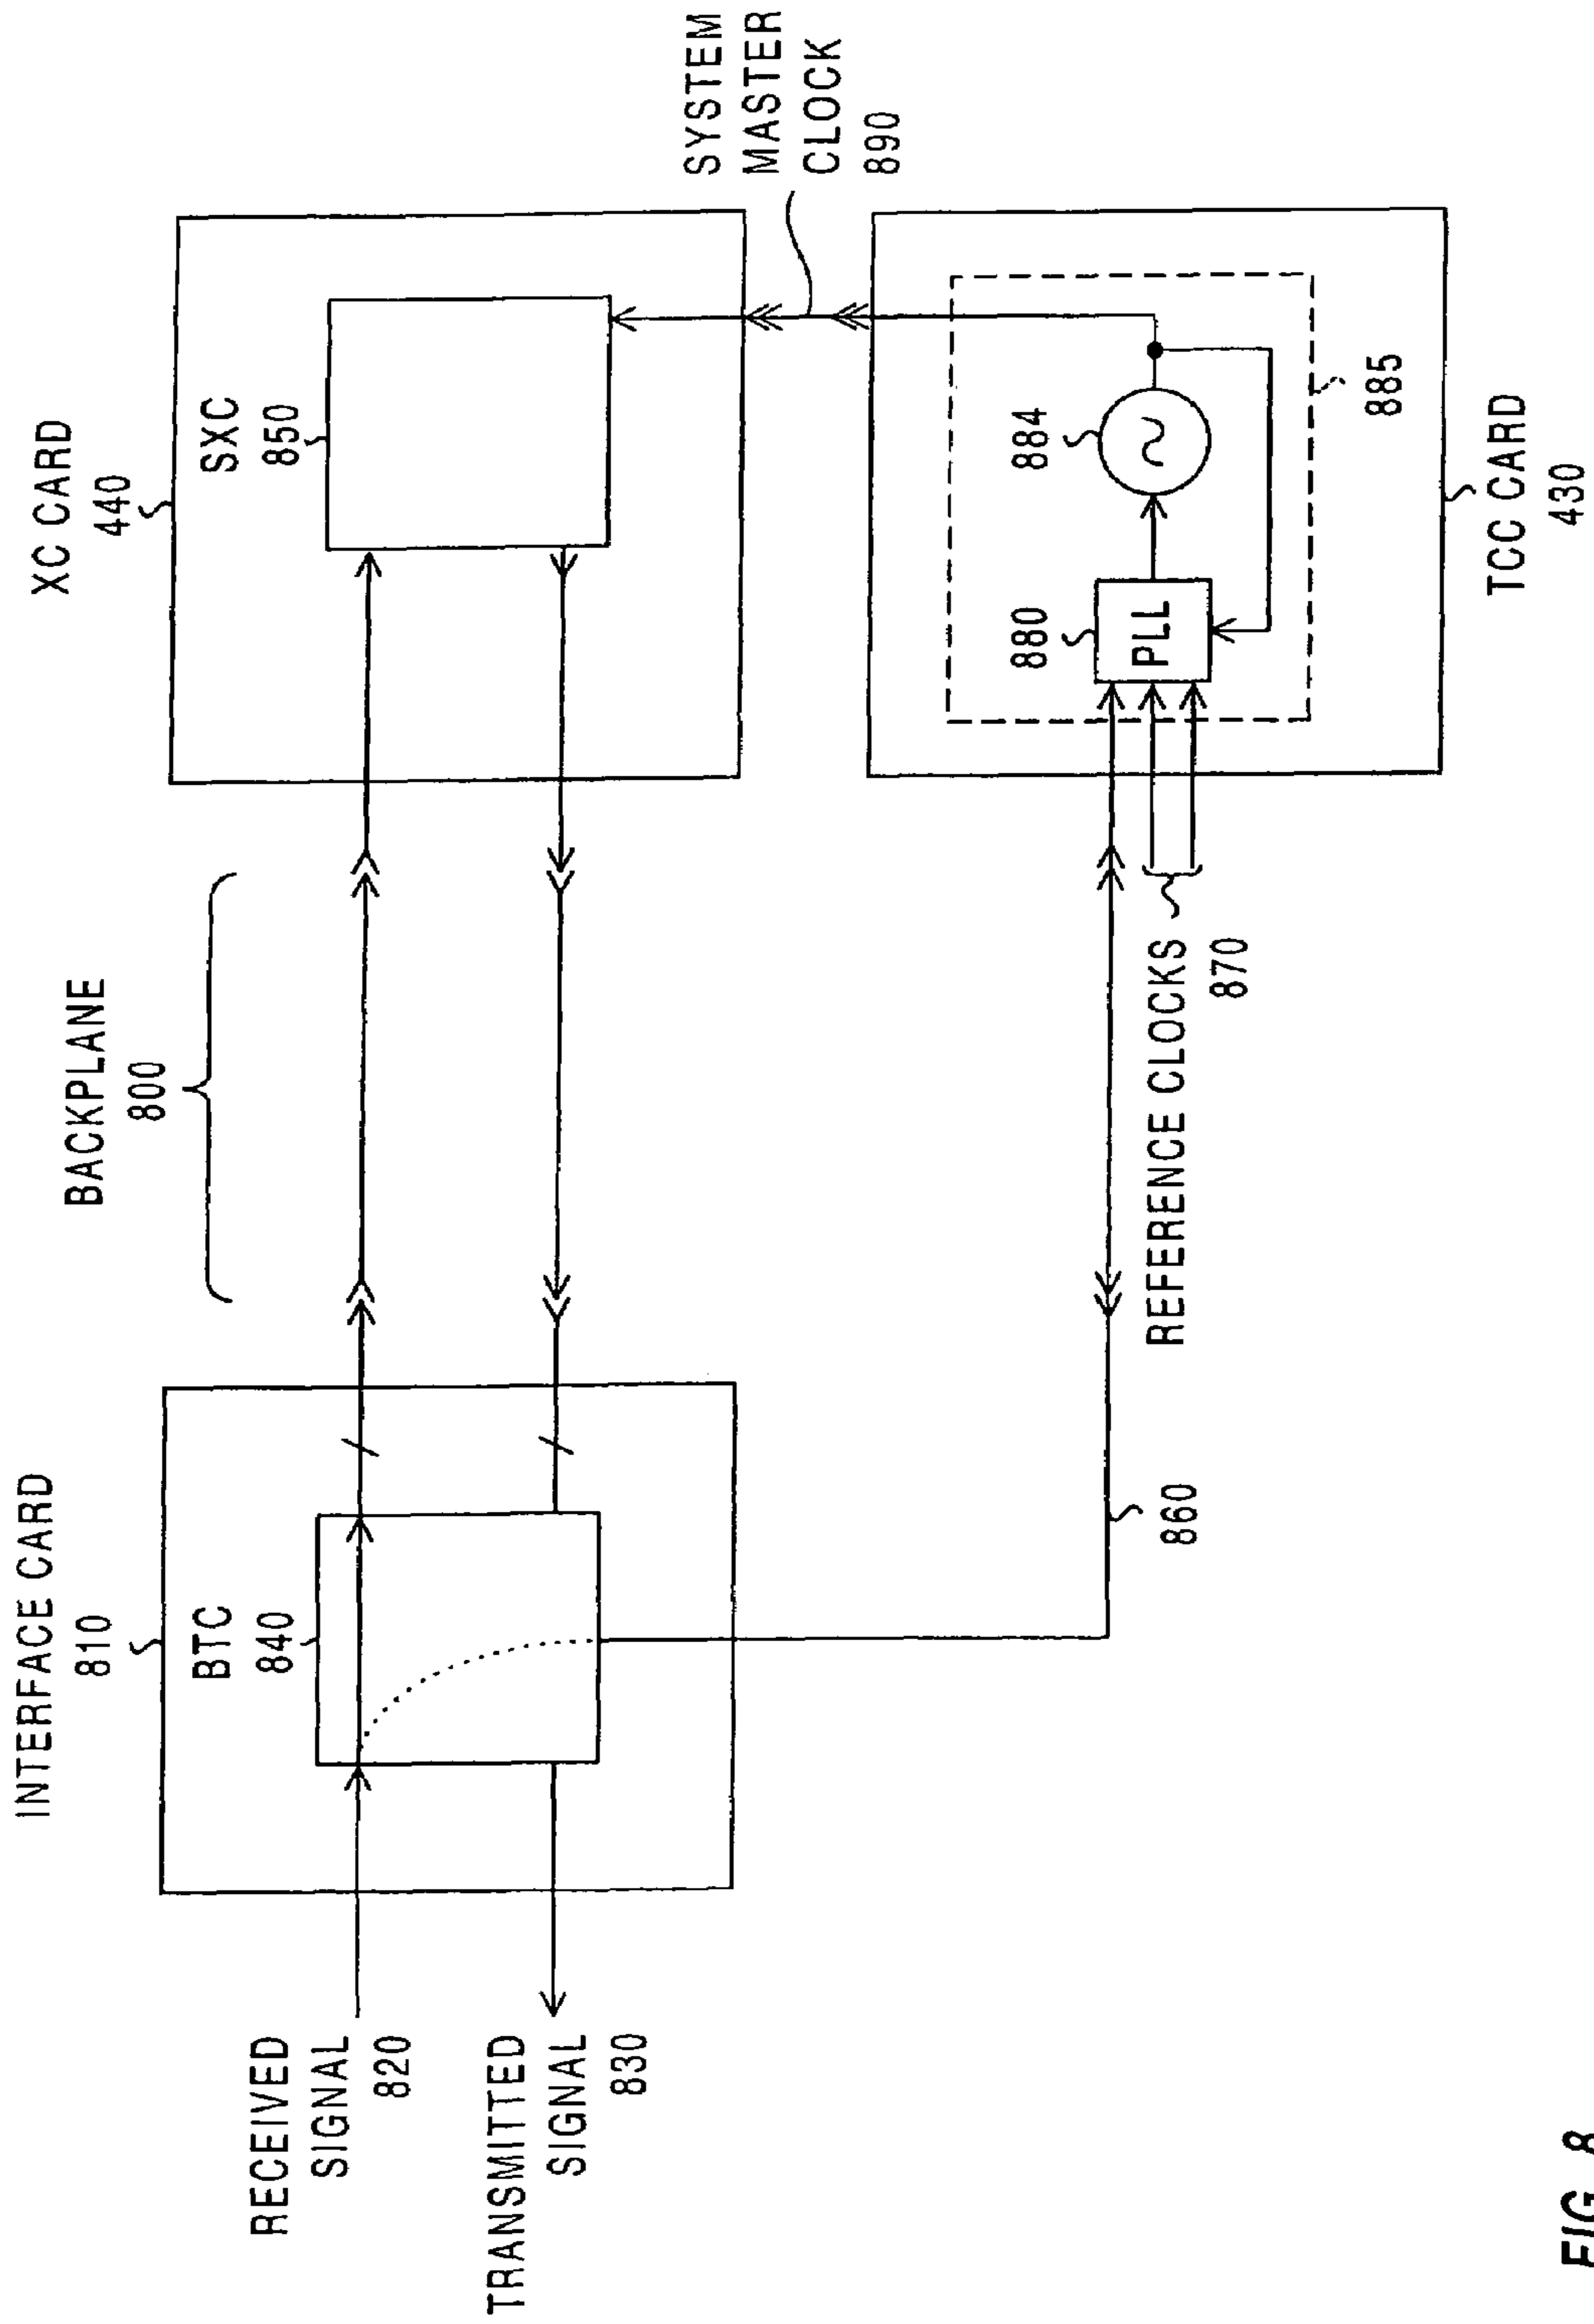 INTERFACE CARD
810
BTC
840
RECEIVED
SIGNAL
820
TRANSMITTED
SIGNAL
830
BACKPLANE
800
XC CARD
440
SXC
850
SYSTEM
MASTER
CLOCK
890
860
REFERENCE CLOCKS
870
880
PLL
884
885
TCC CARD
430
FIG. 8